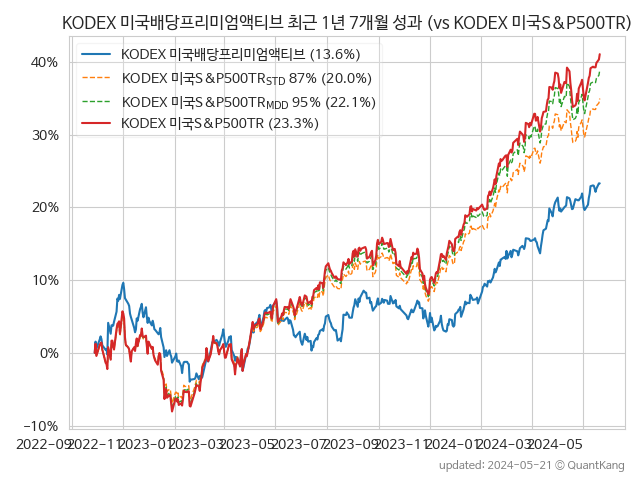 KODEX 미국배당프리미엄액티브 최근 1년 7개월 성과 (vs KODEX 미국S&P500TR)
KODEX 미국배당프리미엄액티브 (13.6%)
KODEX 미국S&P500TR_STD 87% (20.0%)
KODEX 미국S&P500TR_MDD 95% (22.1%)
KODEX 미국S&P500TR (23.3%)
40%
30%
20%
10%
0%
−10%
2022-09 2022-11 2023-01 2023-03 2023-05 2023-07 2023-09 2023-11 2024-01 2024-03 2024-05
updated: 2024-05-21 ⓒ QuantKang